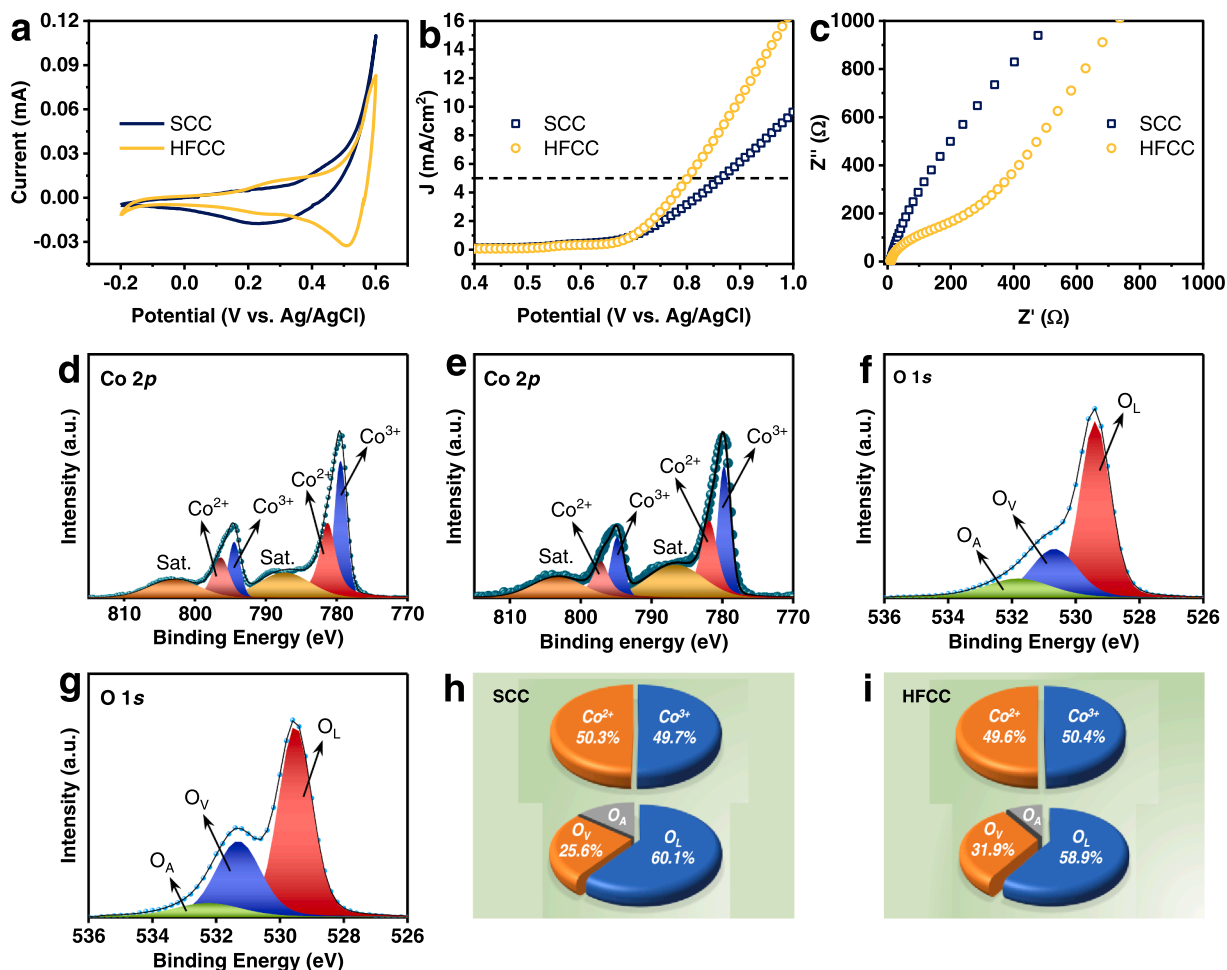 a
0.12
0.09
0.06
0.03
0.00
-0.03
Current (mA)
SCC
HFCC
-0.2 0.0 0.2 0.4 0.6
Potential (V vs. Ag/AgCl)
b
16
14
12
10
8
6
4
2
0
J (mA/cm²)
SCC
HFCC
0.4 0.5 0.6 0.7 0.8 0.9 1.0
Potential (V vs. Ag/AgCl)
c
1000
800
600
400
200
0
Z'' (Ω)
SCC
HFCC
0 200 400 600 800 1000
Z' (Ω)
d
Co 2p
Intensity (a.u.)
Co³⁺
Co²⁺
Co²⁺
Co³⁺
Sat.
Sat.
810 800 790 780 770
Binding Energy (eV)
e
Co 2p
Intensity (a.u.)
Co³⁺
Co²⁺
Co²⁺
Co³⁺
Sat.
Sat.
810 800 790 780 770
Binding energy (eV)
f
O 1s
Intensity (a.u.)
O_L
O_V
O_A
536 534 532 530 528 526
Binding Energy (eV)
g
O 1s
Intensity (a.u.)
O_L
O_V
O_A
536 534 532 530 528 526
Binding Energy (eV)
h
SCC
Co²⁺
50.3%
Co³⁺
49.7%
O_A
O_V
25.6%
O_L
60.1%
i
HFCC
Co²⁺
49.6%
Co³⁺
50.4%
O_A
O_V
31.9%
O_L
58.9%